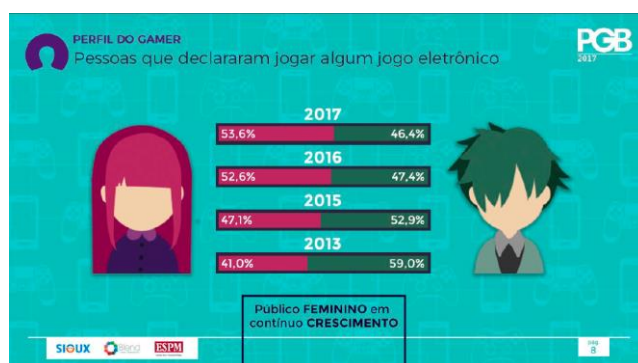 PERFIL DO GAMER
Pessoas que declararam jogar algum jogo eletrônico
PGB
2017
2017
53,6% 46,4%
2016
52,6% 47,4%
2015
47,1% 52,9%
2013
41,0% 59,0%
Público FEMININO em
contínuo CRESCIMENTO
SIOUX
ESPM
pág.
8